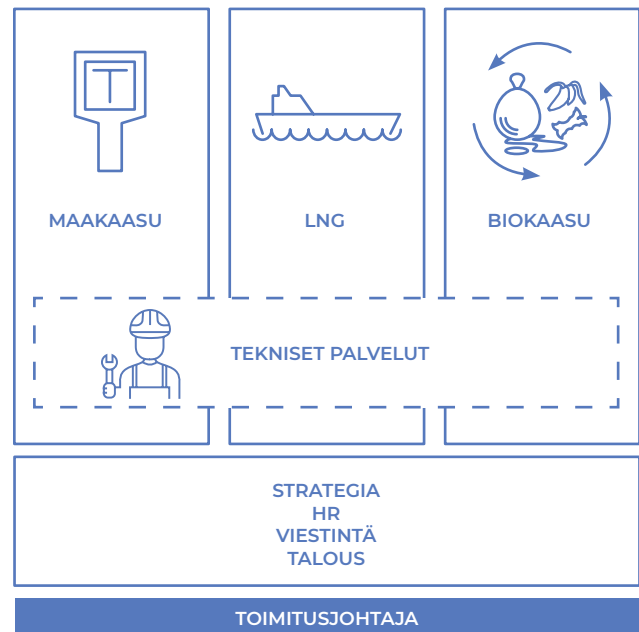 MAAKAASU
LNG
BIOKAASU
TEKNISET PALVELUT
STRATEGIA
HR
VIESTINTÄ
TALOUS
TOIMITUSJOHTAJA